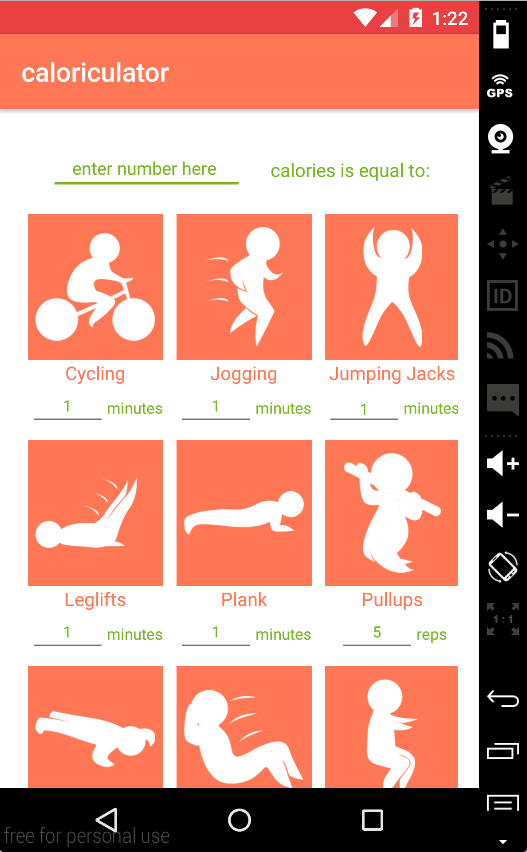 1:22
caloriculator
GPS
enter number here calories is equal to:
ID
Cycling Jogging Jumping Jacks
1 minutes 1 minutes 1 minutes
Leglifts Plank Pullups
1:1
1 minutes 1 minutes 5 reps
free for personal use